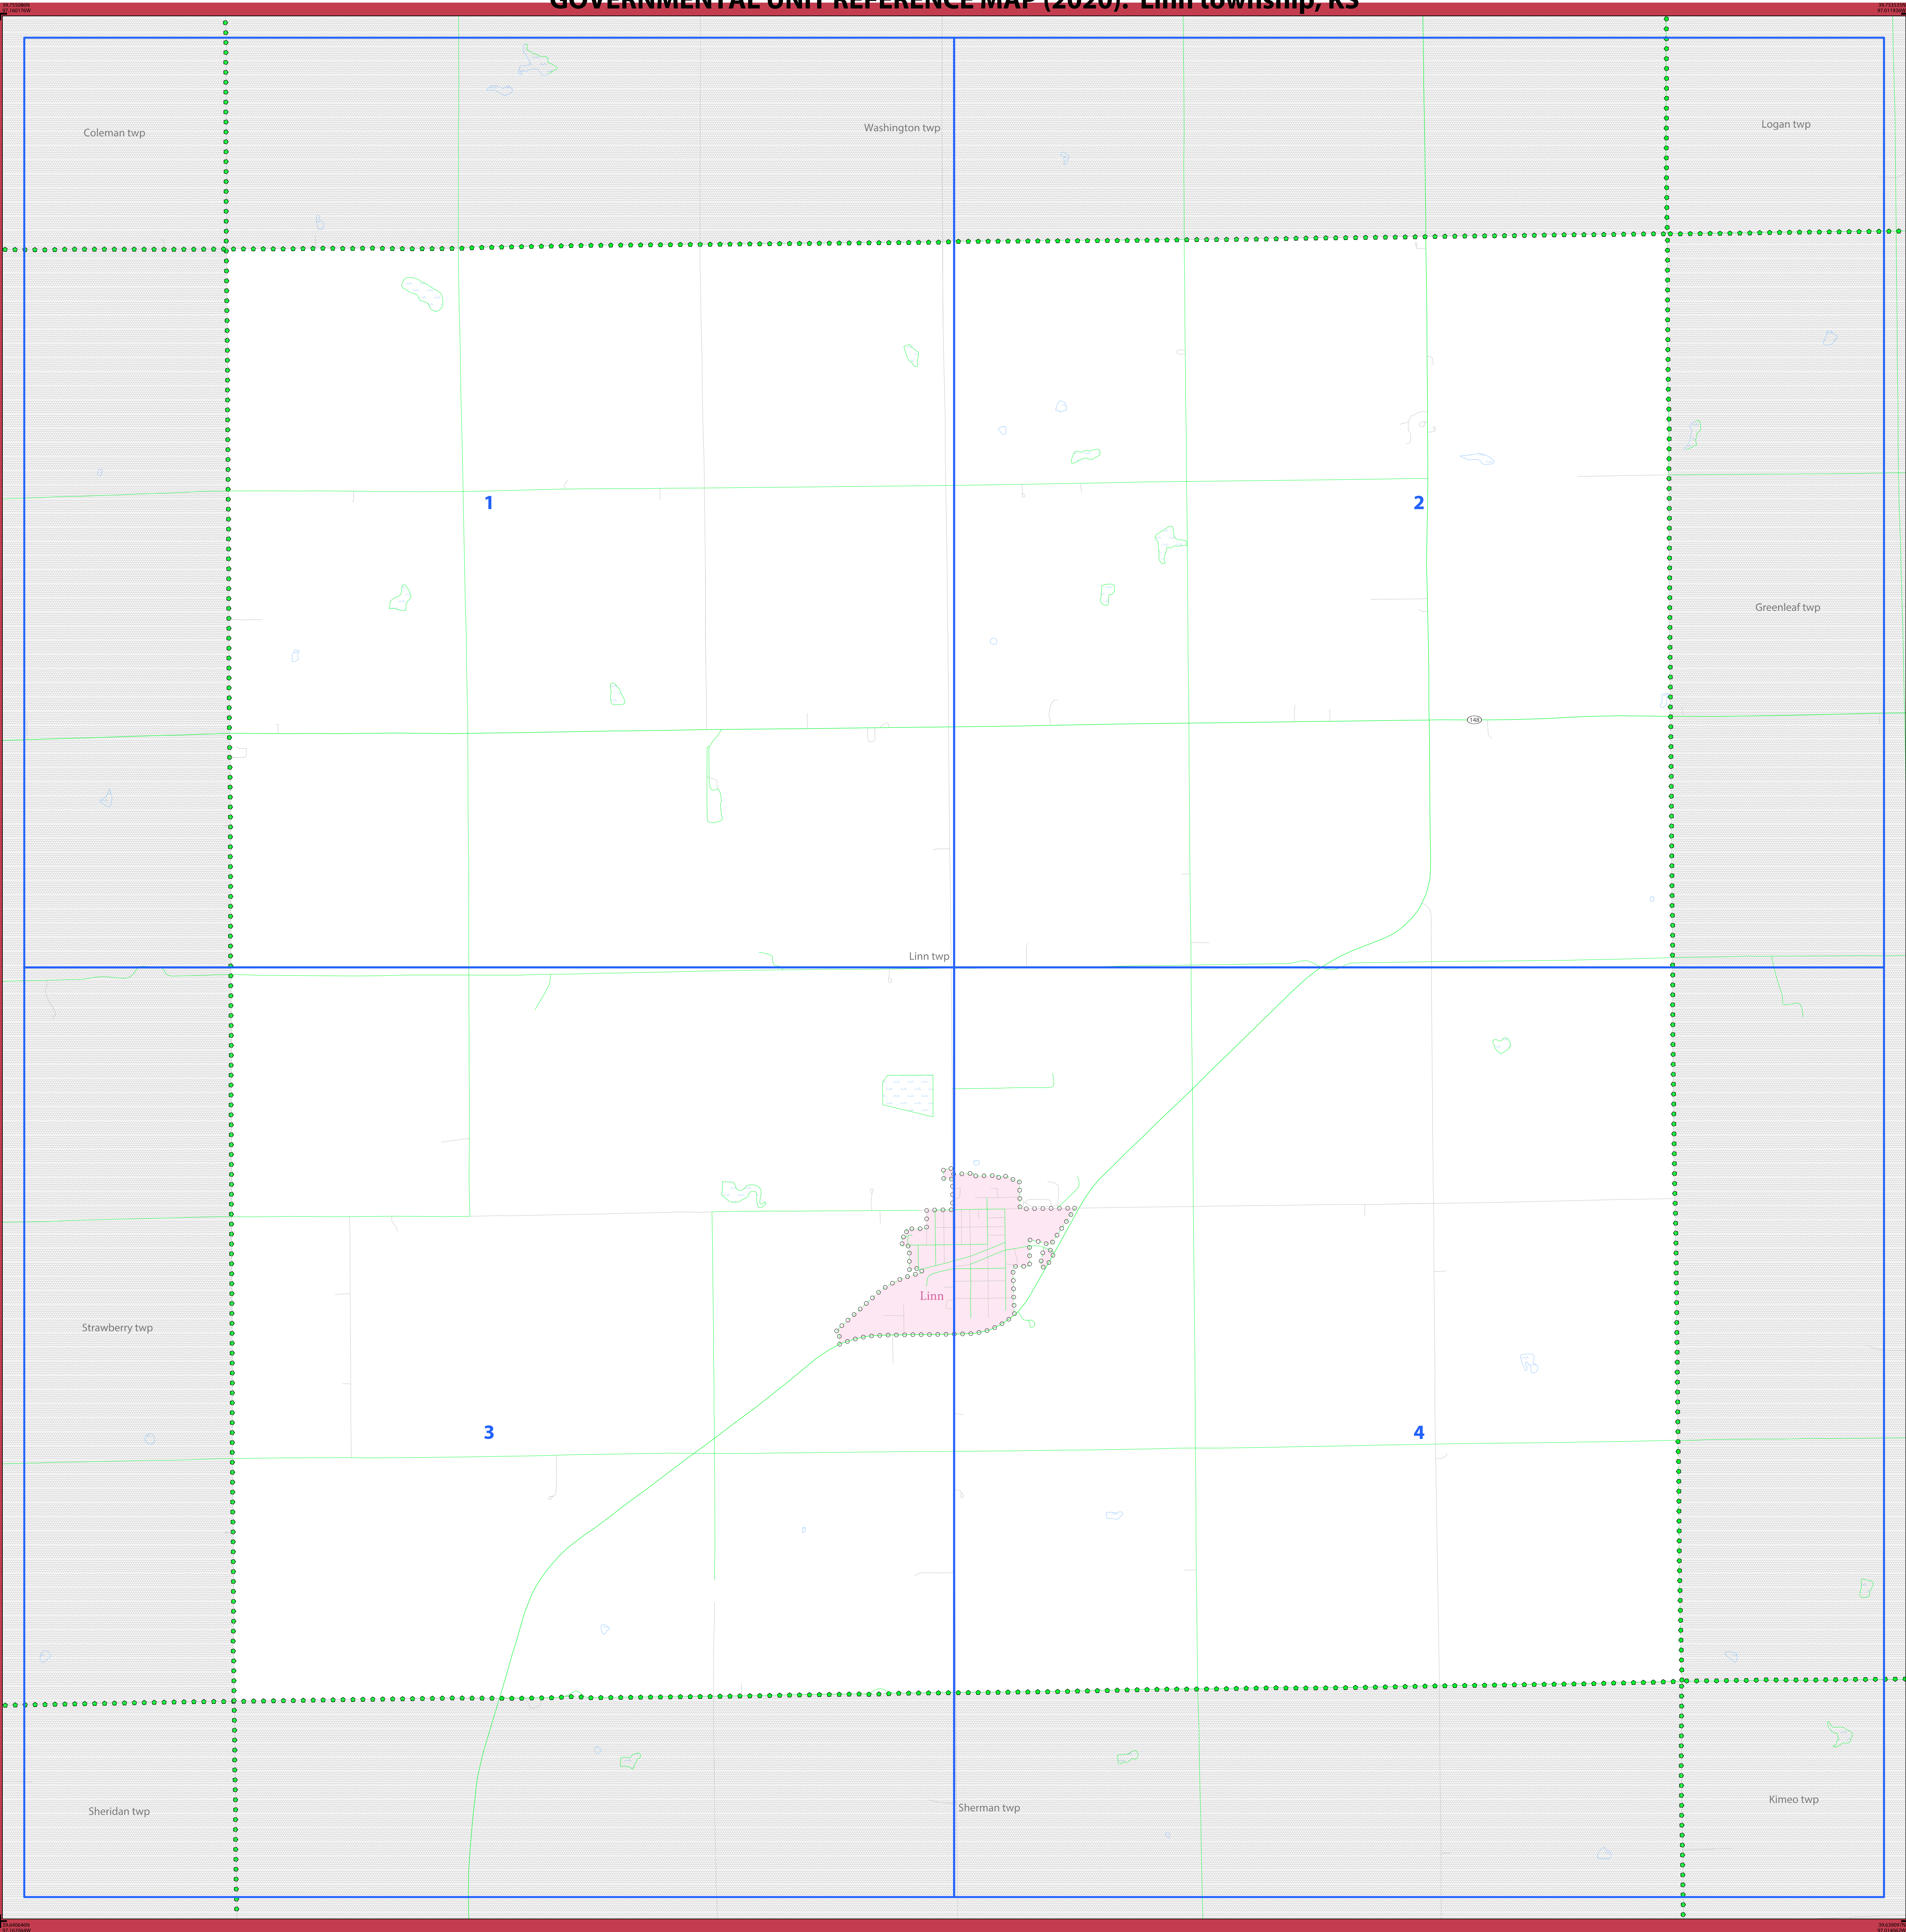 GOVERNMENTAL UNIT REFERENCE MAP (2020): Linn township, KS
Coleman twp
Washington twp
Logan twp
1
2
Greenleaf twp
148
Linn twp
Linn
Strawberry twp
3
4
Sheridan twp
Sherman twp
Kimeo twp